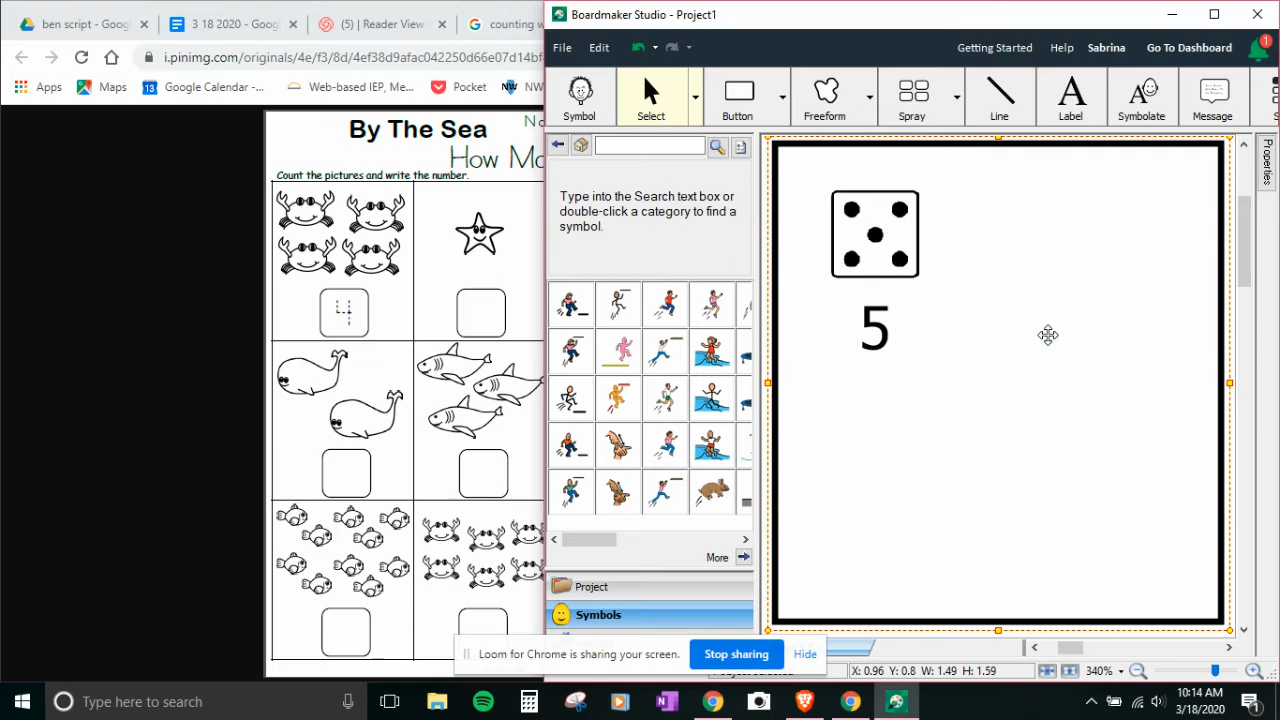 ben script - Goog
3 18 2020 - Goog
(5) | Reader View
counting w
Boardmaker Studio - Project1
i.pinimg.com/originals/4e/f3/8d/4ef38d9afac042250d66c07d14bf
File
Edit
Getting Started
Help
Sabrina
Go To Dashboard
1
Apps
Maps
Google Calendar - ...
Web-based IEP, Me...
Pocket
NW
Symbol
Select
Button
Freeform
Spray
Line
Label
Symbolate
Message
By The Sea
How Mo
Count the pictures and write the number.
4
Type into the Search text box or
double-click a category to find a
symbol.
More
Project
Symbols
5
Properties
Loom for Chrome is sharing your screen.
Stop sharing
Hide
X: 0.96 Y: 0.8 W: 1.49 H: 1.59
340%
Type here to search
10:14 AM
3/18/2020